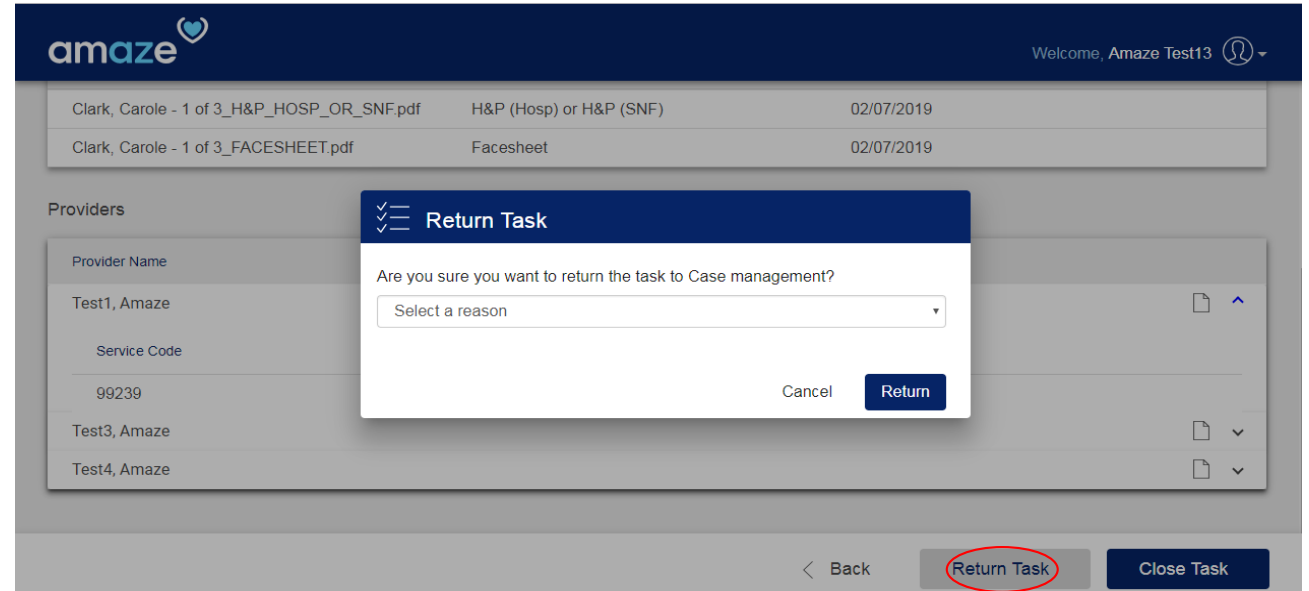 amaze
Welcome, Amaze Test13
Clark, Carole - 1 of 3_H&P_HOSP_OR_SNF.pdf H&P (Hosp) or H&P (SNF) 02/07/2019
Clark, Carole - 1 of 3_FACESHEET.pdf Facesheet 02/07/2019
Providers
Return Task
Provider Name
Are you sure you want to return the task to Case management?
Test1, Amaze
Select a reason
Service Code
99239
Cancel Return
Test3, Amaze
Test4, Amaze
Back Return Task Close Task